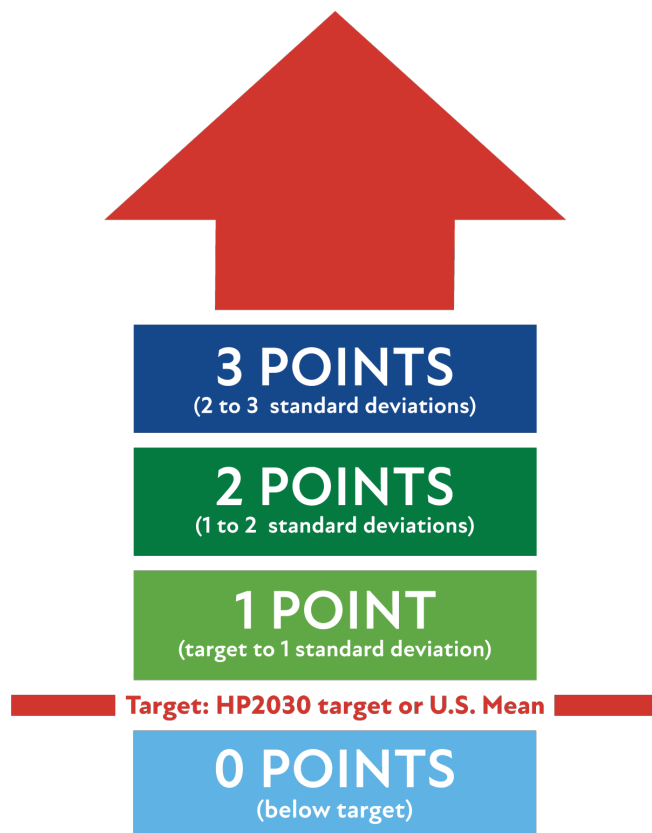 3 POINTS
(2 to 3 standard deviations)
2 POINTS
(1 to 2 standard deviations)
1 POINT
(target to 1 standard deviation)
Target: HP2030 target or U.S. Mean
0 POINTS
(below target)